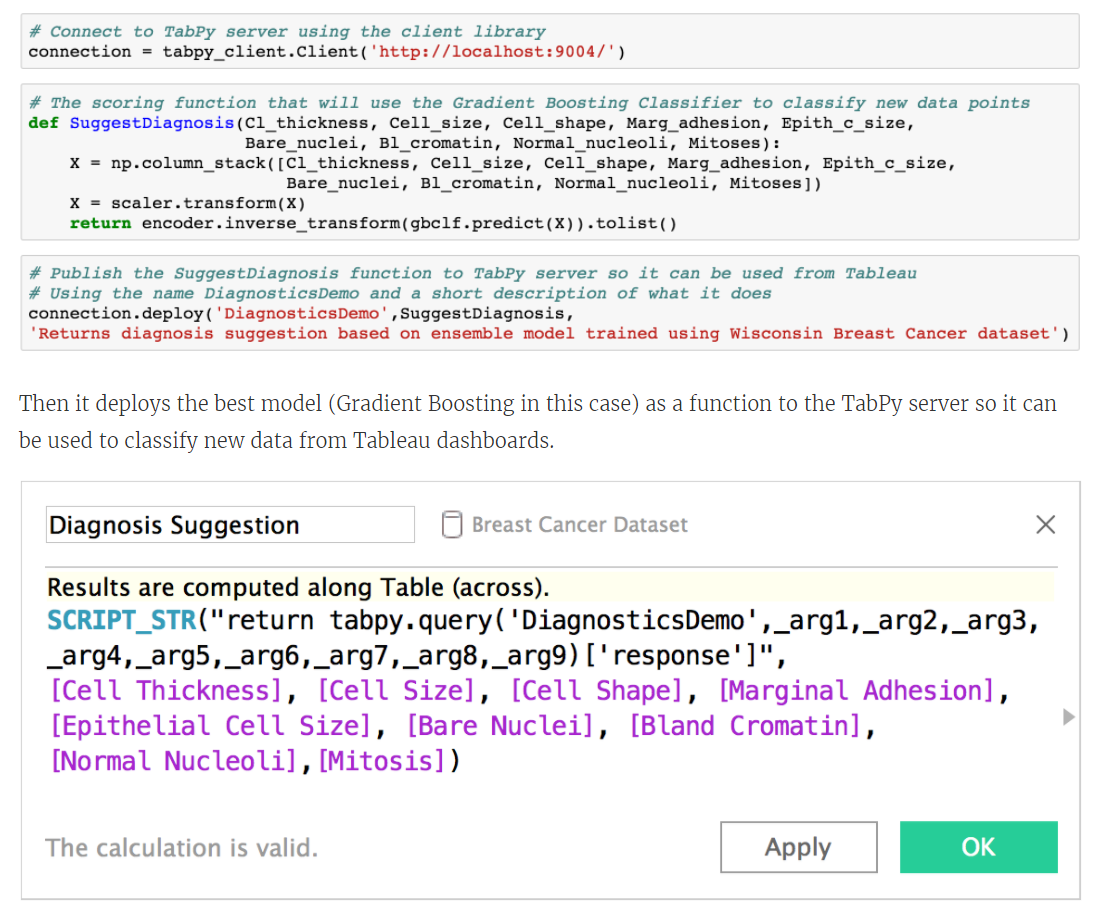 # Connect to TabPy server using the client library
connection = tabpy_client.Client('http://localhost:9004/')
# The scoring function that will use the Gradient Boosting Classifier to classify new data points
def SuggestDiagnosis(Cl_thickness, Cell_size, Cell_shape, Marg_adhesion, Epith_c_size,
                     Bare_nuclei, Bl_cromatin, Normal_nucleoli, Mitoses):
    X = np.column_stack([Cl_thickness, Cell_size, Cell_shape, Marg_adhesion, Epith_c_size,
                         Bare_nuclei, Bl_cromatin, Normal_nucleoli, Mitoses])
    X = scaler.transform(X)
    return encoder.inverse_transform(gbclf.predict(X)).tolist()
# Publish the SuggestDiagnosis function to TabPy server so it can be used from Tableau
# Using the name DiagnosticsDemo and a short description of what it does
connection.deploy('DiagnosticsDemo',SuggestDiagnosis,
'Returns diagnosis suggestion based on ensemble model trained using Wisconsin Breast Cancer dataset')
Then it deploys the best model (Gradient Boosting in this case) as a function to the TabPy server so it can
be used to classify new data from Tableau dashboards.
Diagnosis Suggestion Breast Cancer Dataset
Results are computed along Table (across).
SCRIPT_STR("return tabpy.query('DiagnosticsDemo',_arg1,_arg2,_arg3,
_arg4,_arg5,_arg6,_arg7,_arg8,_arg9)['response']",
[Cell Thickness], [Cell Size], [Cell Shape], [Marginal Adhesion],
[Epithelial Cell Size], [Bare Nuclei], [Bland Cromatin],
[Normal Nucleoli],[Mitosis])
The calculation is valid. Apply OK